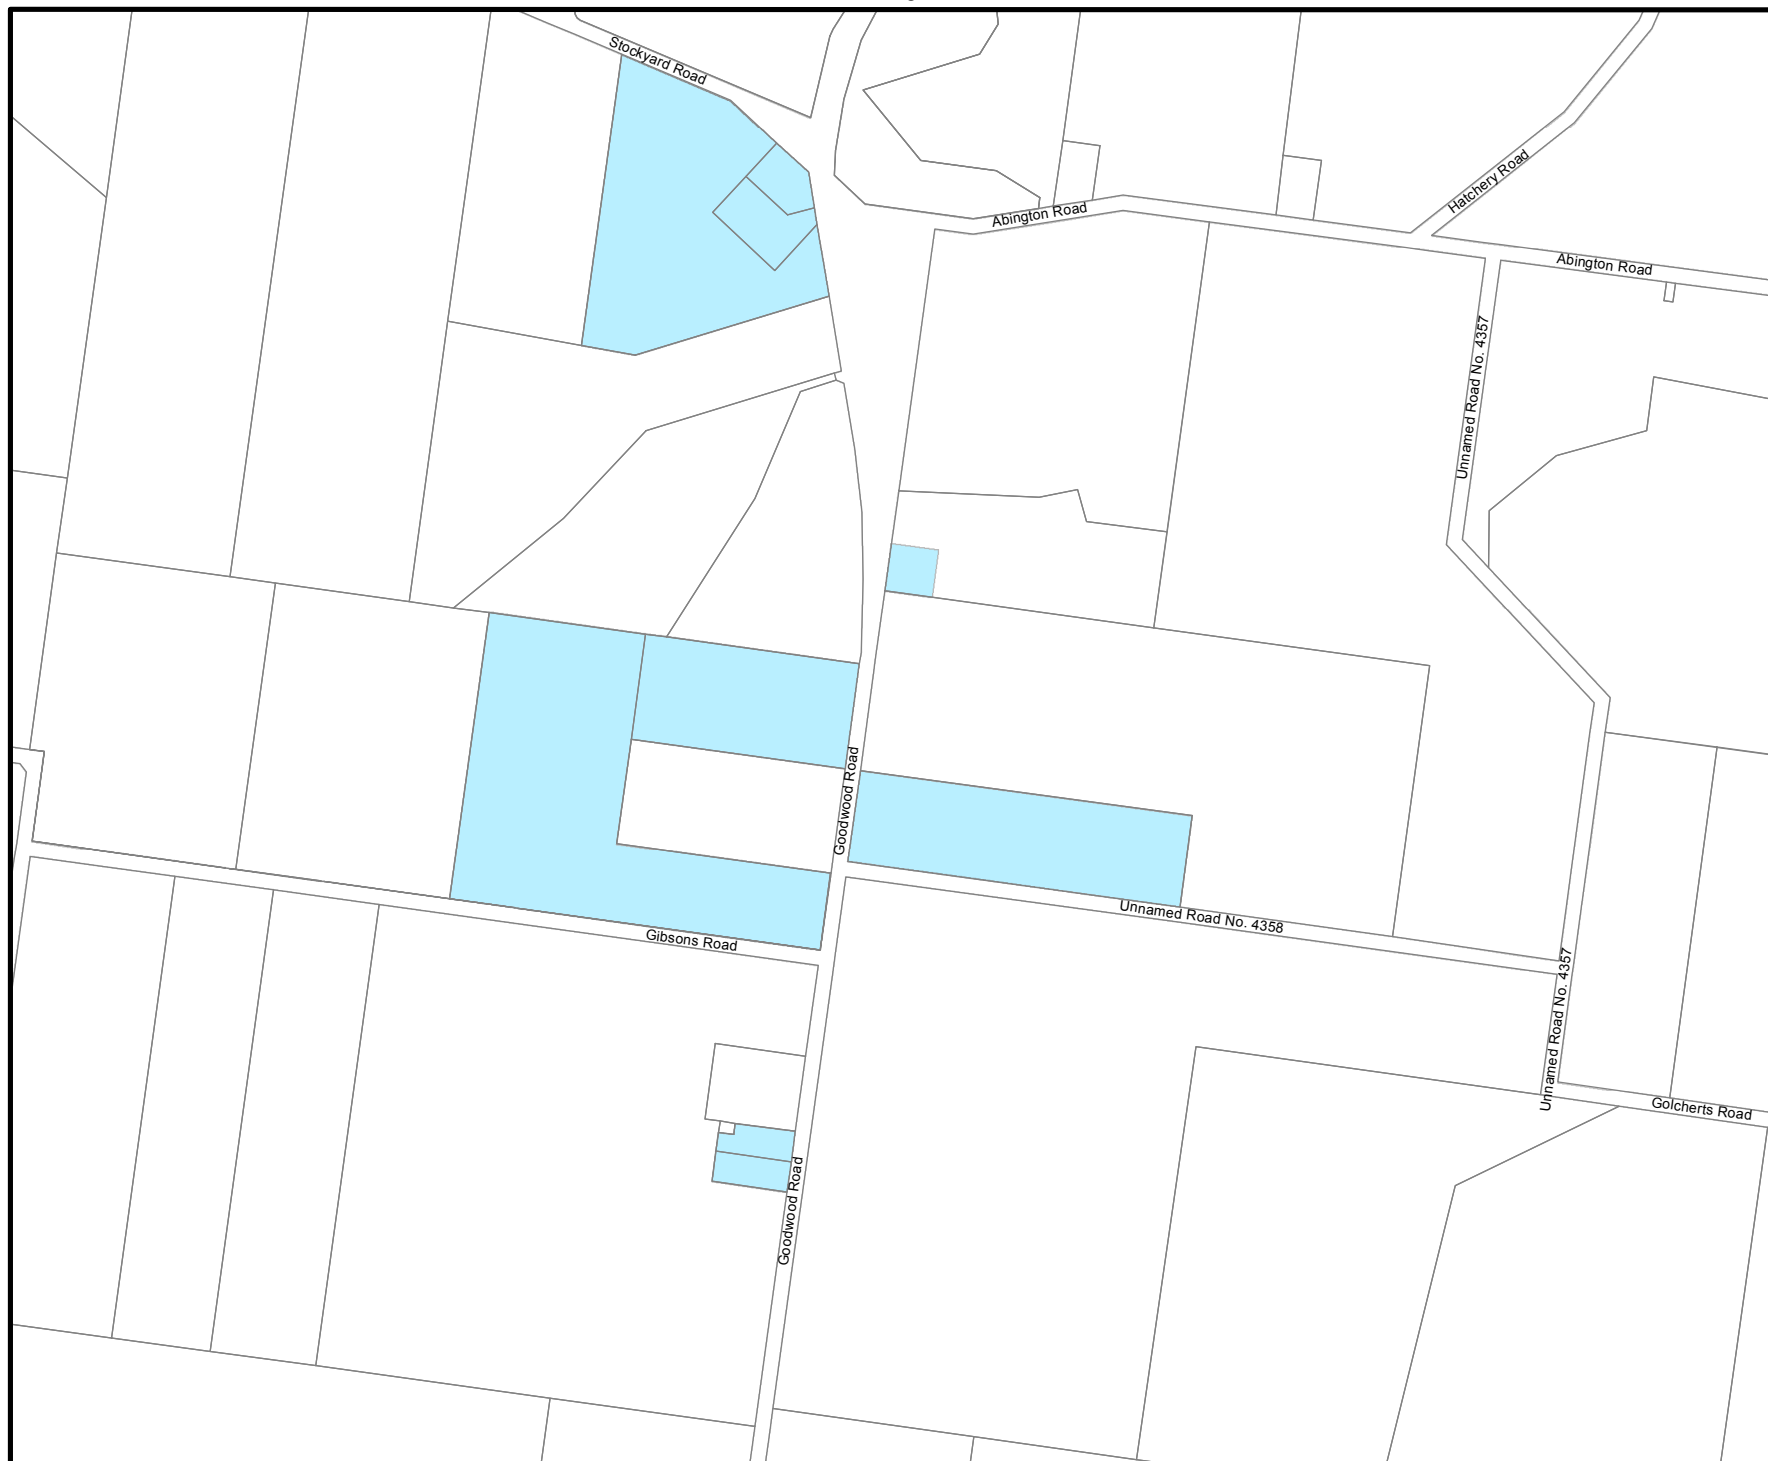 Stockyard Road
Hatchery Road
Abington Road
Abington Road
Unnamed Road No. 4357
Goodwood Road
Unnamed Road No. 4358
Gibsons Road
Unnamed Road No. 4357
Golcherts Road
Goodwood Road